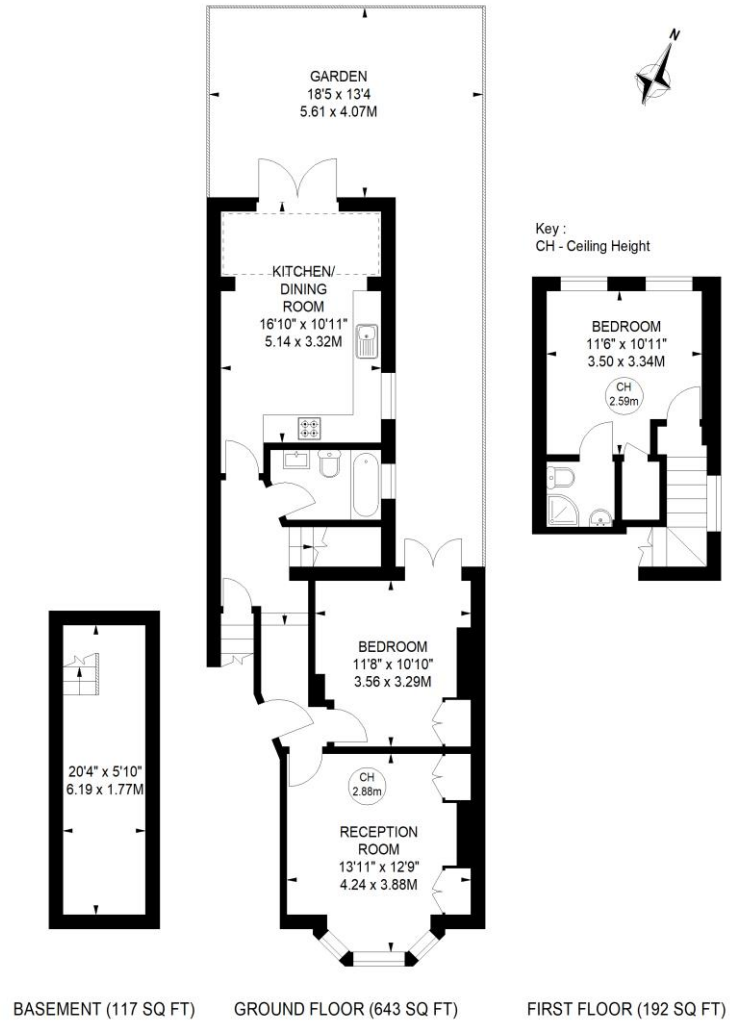 N
GARDEN
18'5 x 13'4
5.61 x 4.07M
Key :
CH - Ceiling Height
KITCHEN/
DINING
ROOM
16'10" x 10'11"
5.14 x 3.32M
BEDROOM
11'6" x 10'11"
3.50 x 3.34M
CH
2.59m
BEDROOM
11'8" x 10'10"
3.56 x 3.29M
20'4" x 5'10"
6.19 x 1.77M
CH
2.88m
RECEPTION
ROOM
13'11" x 12'9"
4.24 x 3.88M
BASEMENT (117 SQ FT)
GROUND FLOOR (643 SQ FT)
FIRST FLOOR (192 SQ FT)